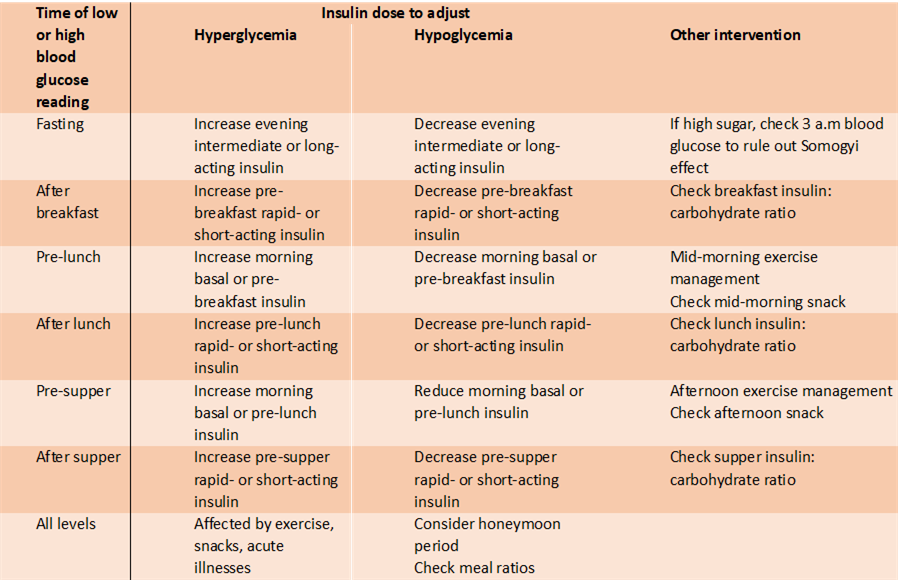 Time of low or high blood glucose reading
Insulin dose to adjust
Hyperglycemia
Hypoglycemia
Other intervention
Fasting
Increase evening
intermediate or long-
acting insulin
Decrease evening
intermediate or long-
acting insulin
If high sugar, check 3 a.m blood
glucose to rule out Somogyi
effect
After
breakfast
Increase pre-
breakfast rapid- or
short-acting insulin
Decrease pre-breakfast
rapid- or short-acting
insulin
Check breakfast insulin:
carbohydrate ratio
Pre-lunch
Increase morning
basal or pre-
breakfast insulin
Decrease morning basal or
pre-breakfast insulin
Mid-morning exercise
management
Check mid-morning snack
After lunch
Increase pre-lunch
rapid- or short-acting
insulin
Decrease pre-lunch rapid-
or short-acting insulin
Check lunch insulin:
carbohydrate ratio
Pre-supper
Increase morning
basal or pre-lunch
insulin
Reduce morning basal or
pre-lunch insulin
Afternoon exercise management
Check afternoon snack
After supper
Increase pre-supper
rapid- or short-acting
insulin
Decrease pre-supper
rapid- or short-acting
insulin
Check supper insulin:
carbohydrate ratio
All levels
Affected by exercise,
snacks, acute
illnesses
Consider honeymoon
period
Check meal ratios